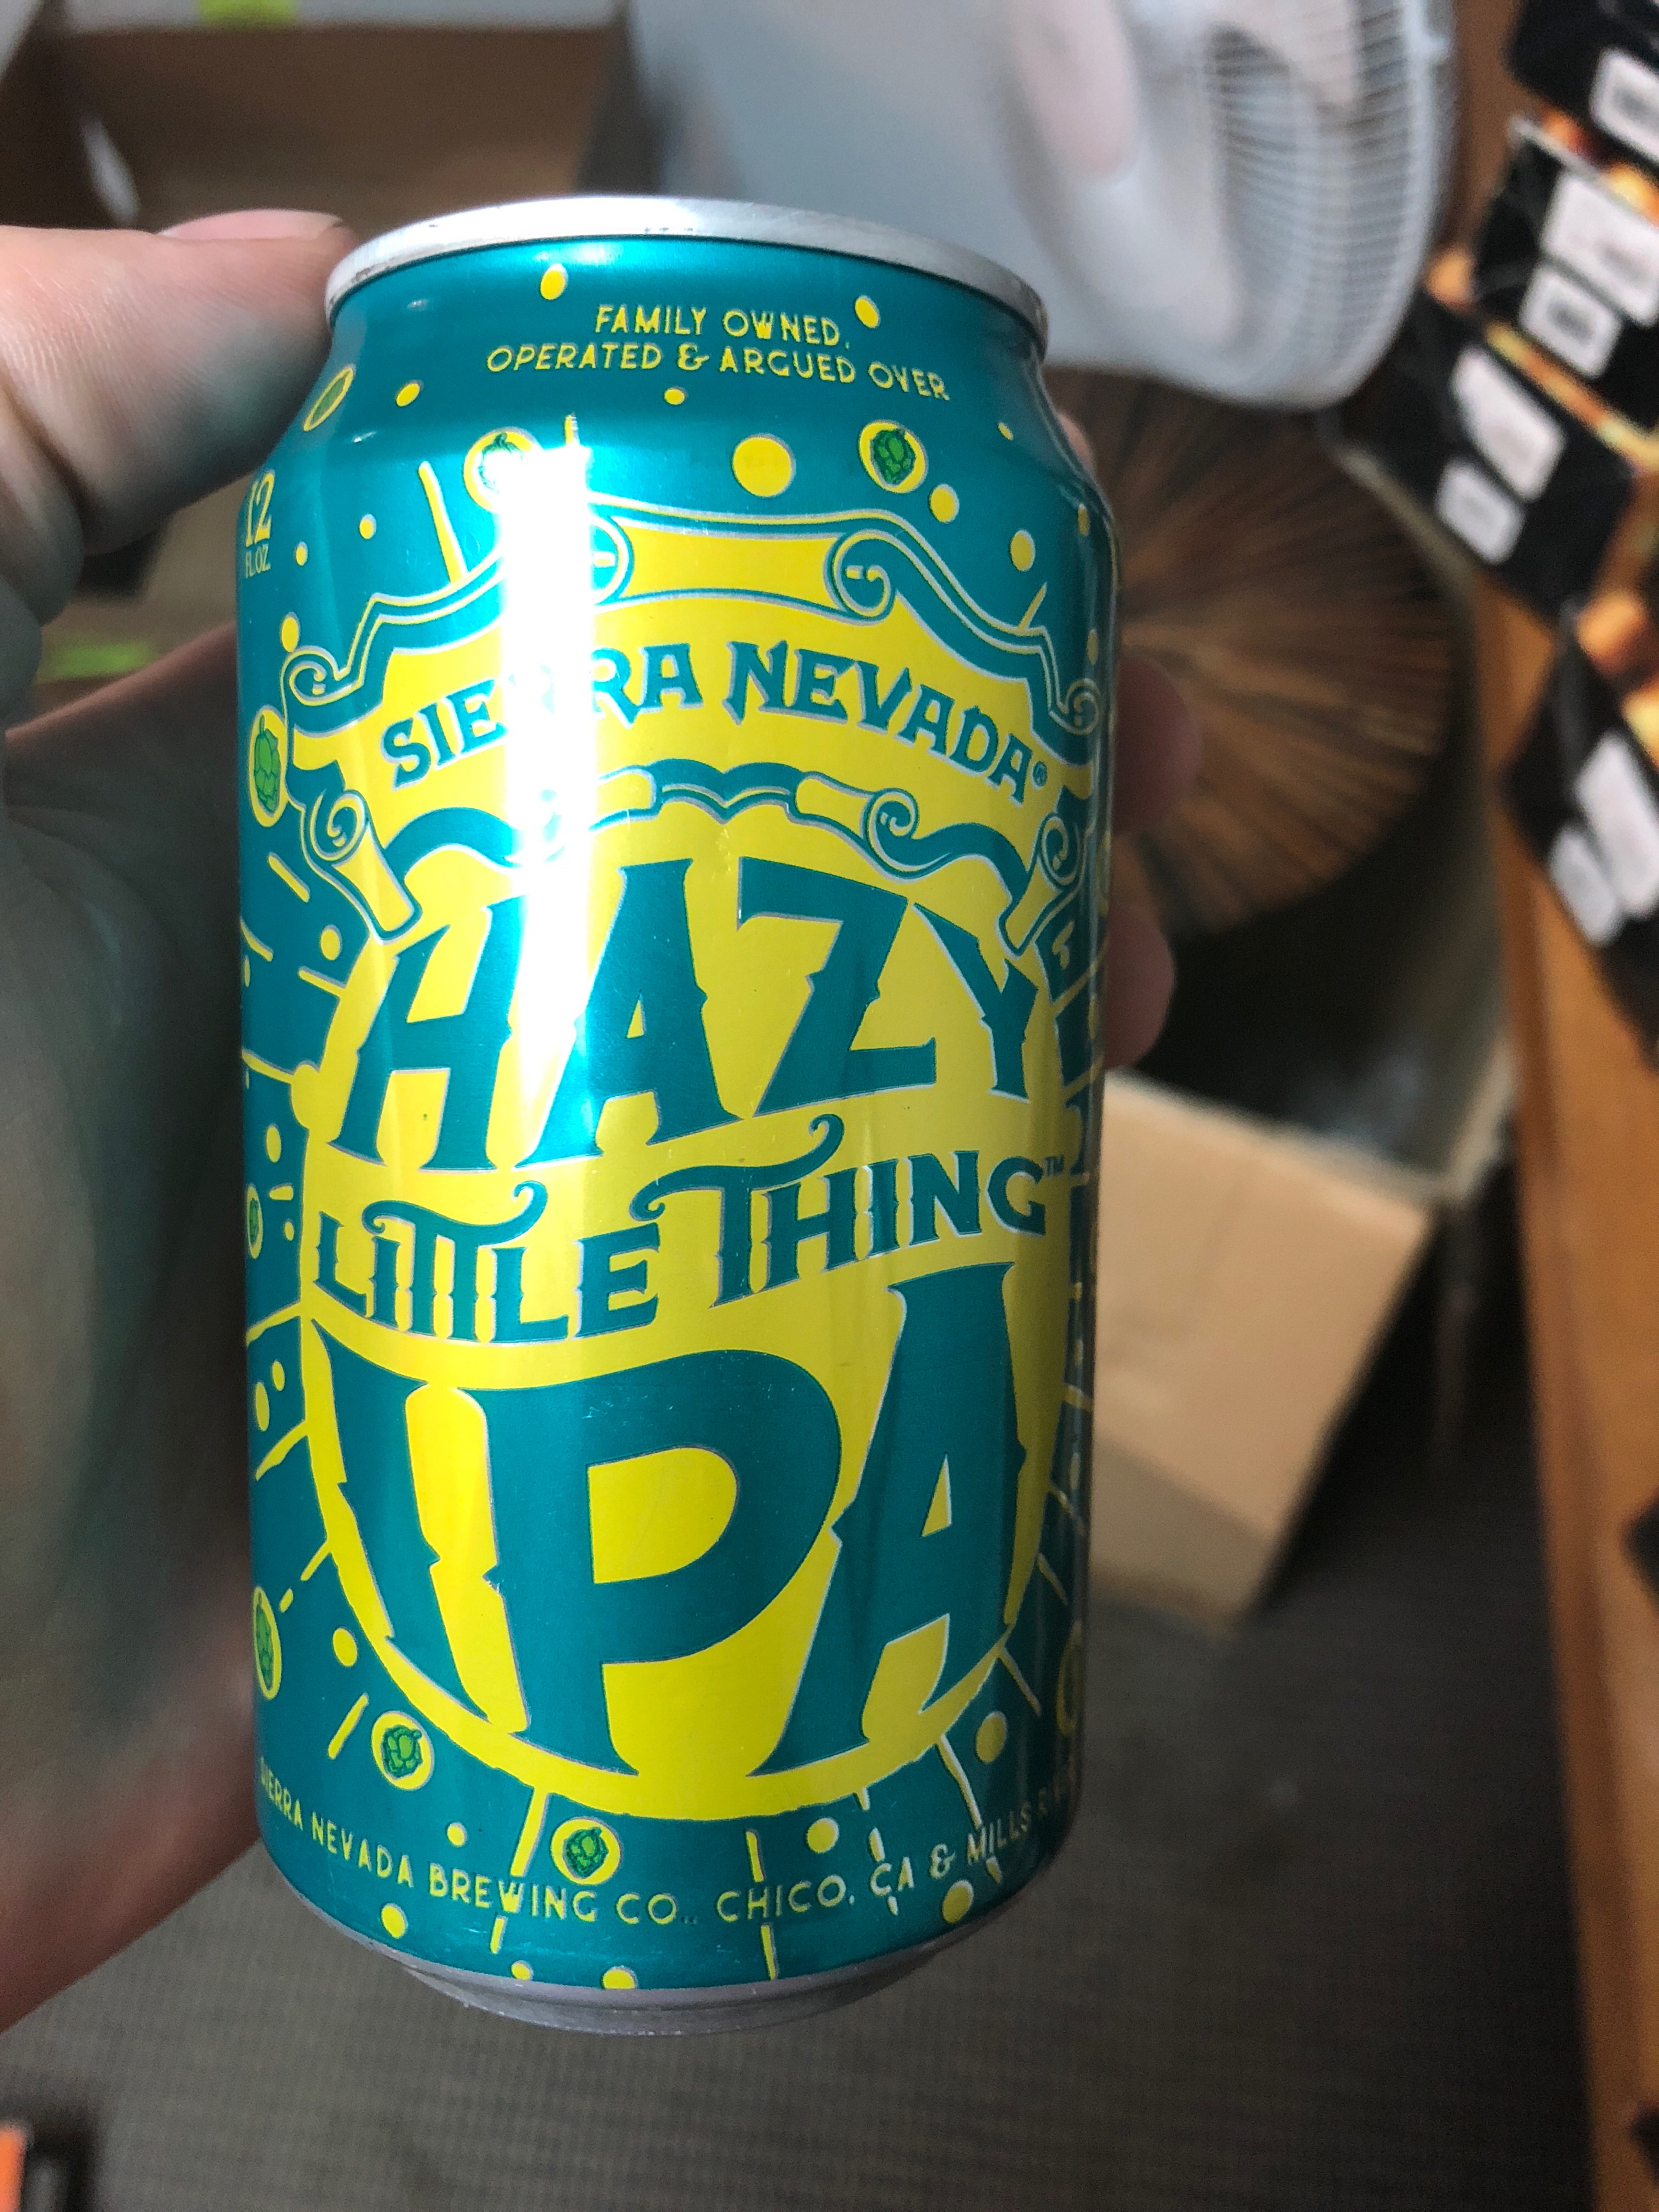 FAMILY OWNED,
OPERATED & ARGUED OVER
12
FL.OZ
SIERRA NEVADA®
HAZY
LITTLE THING™
IPA
SIERRA NEVADA BREWING CO., CHICO, CA & MILLS